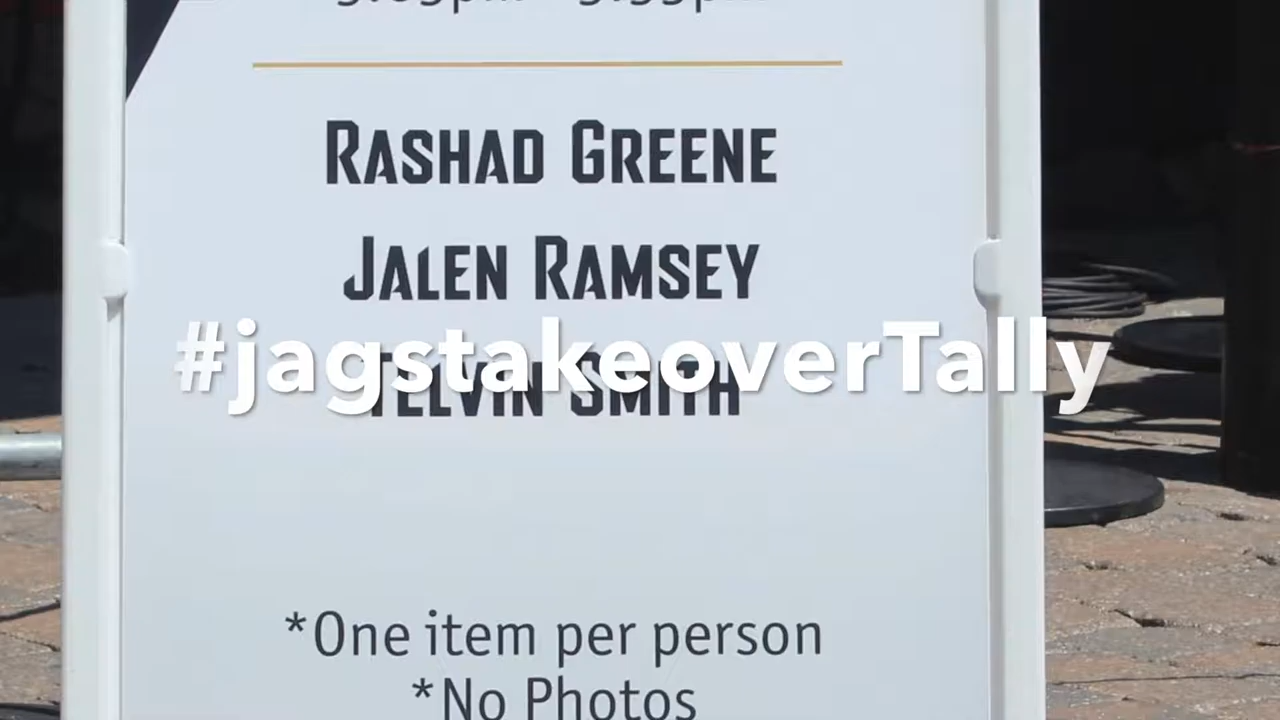 Rashad Greene
Jalen Ramsey
#jagstakeoverTally
Telvin Smith
*One item per person
*No Photos